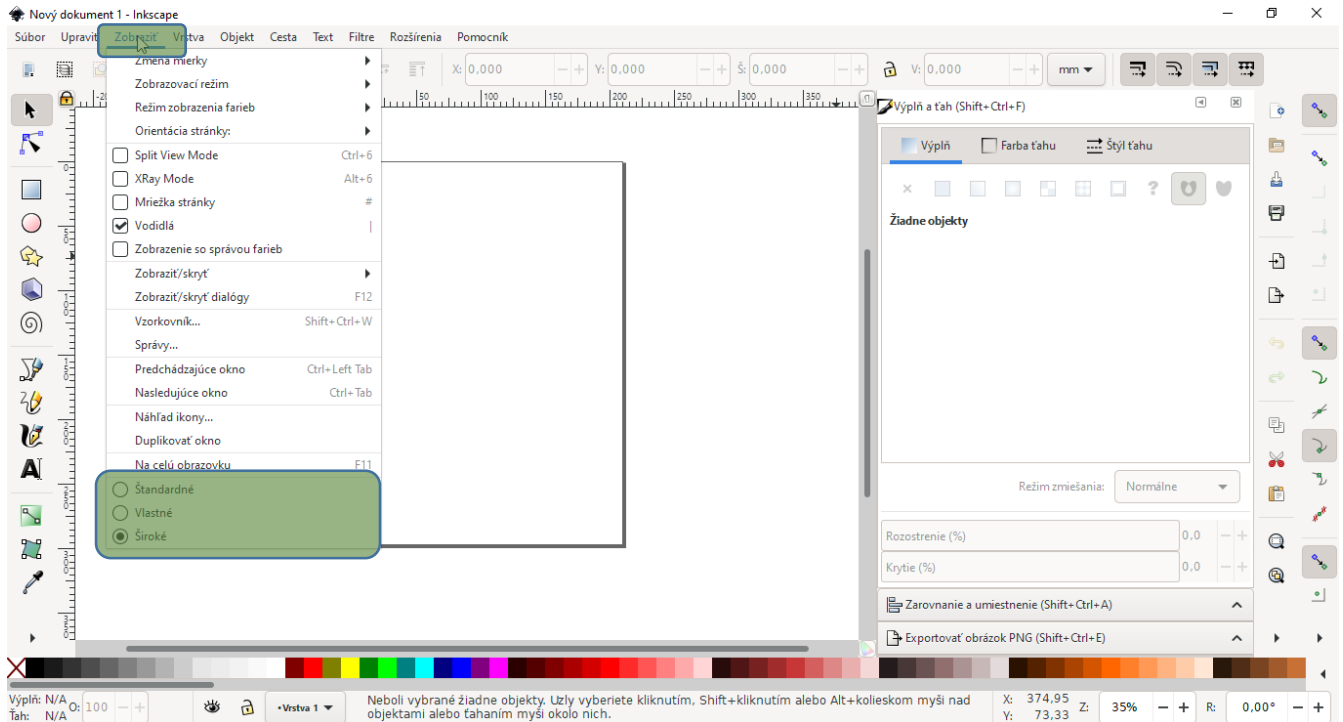 Nový dokument 1 - Inkscape
Súbor Upraviť Zobraziť Vrstva Objekt Cesta Text Filtre Rozšírenia Pomocník
X: 0,000 Y: 0,000 Š: 0,000 V: 0,000 mm
50 100 150 200 250 300 350
Zmena mierky
Zobrazovací režim
Režim zobrazenia farieb
Orientácia stránky:
Split View Mode Ctrl+6
XRay Mode Alt+6
Mriežka stránky #
Vodidlá |
Zobrazenie so správou farieb
Zobraziť/skryť
Zobraziť/skryť dialógy F12
Vzorkovník... Shift+Ctrl+W
Správy...
Predchádzajúce okno Ctrl+Left Tab
Nasledujúce okno Ctrl+Tab
Náhľad ikony...
Duplikovať okno
Na celú obrazovku F11
Štandardné
Vlastné
Široké
Výplň a ťah (Shift+Ctrl+F)
Výplň Farba ťahu Štýl ťahu
Žiadne objekty
Režim zmiešania: Normálne
Rozostrenie (%) 0,0
Krytie (%) 0,0
Zarovnanie a umiestnenie (Shift+Ctrl+A)
Exportovať obrázok PNG (Shift+Ctrl+E)
Výplň: N/A
Ťah: N/A
O: 100
•Vrstva 1
Neboli vybrané žiadne objekty. Uzly vyberiete kliknutím, Shift+kliknutím alebo Alt+kolieskom myši nad
objektami alebo ťahaním myši okolo nich.
X: 374,95
Y: 73,33
Z: 35% R: 0,00°